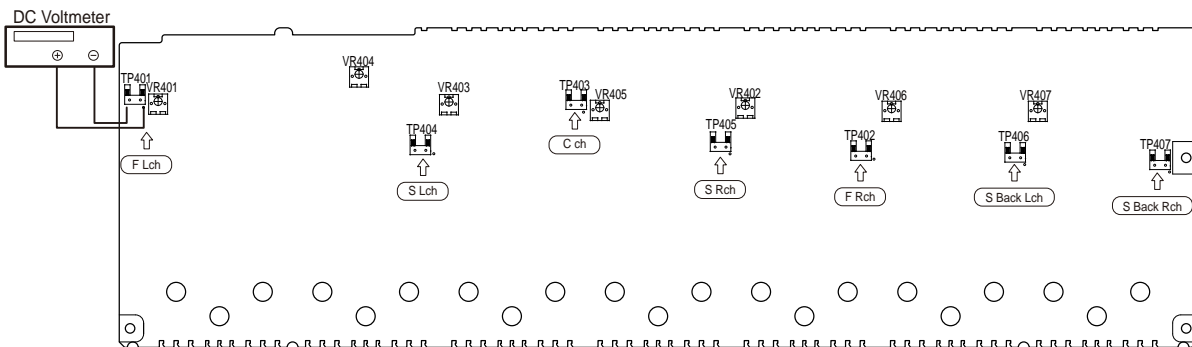 DC Voltmeter
TP401
VR401
F Lch
VR404
VR403
TP404
S Lch
TP403
VR405
C ch
VR402
TP405
S Rch
VR406
TP402
F Rch
VR407
TP406
S Back Lch
TP407
S Back Rch